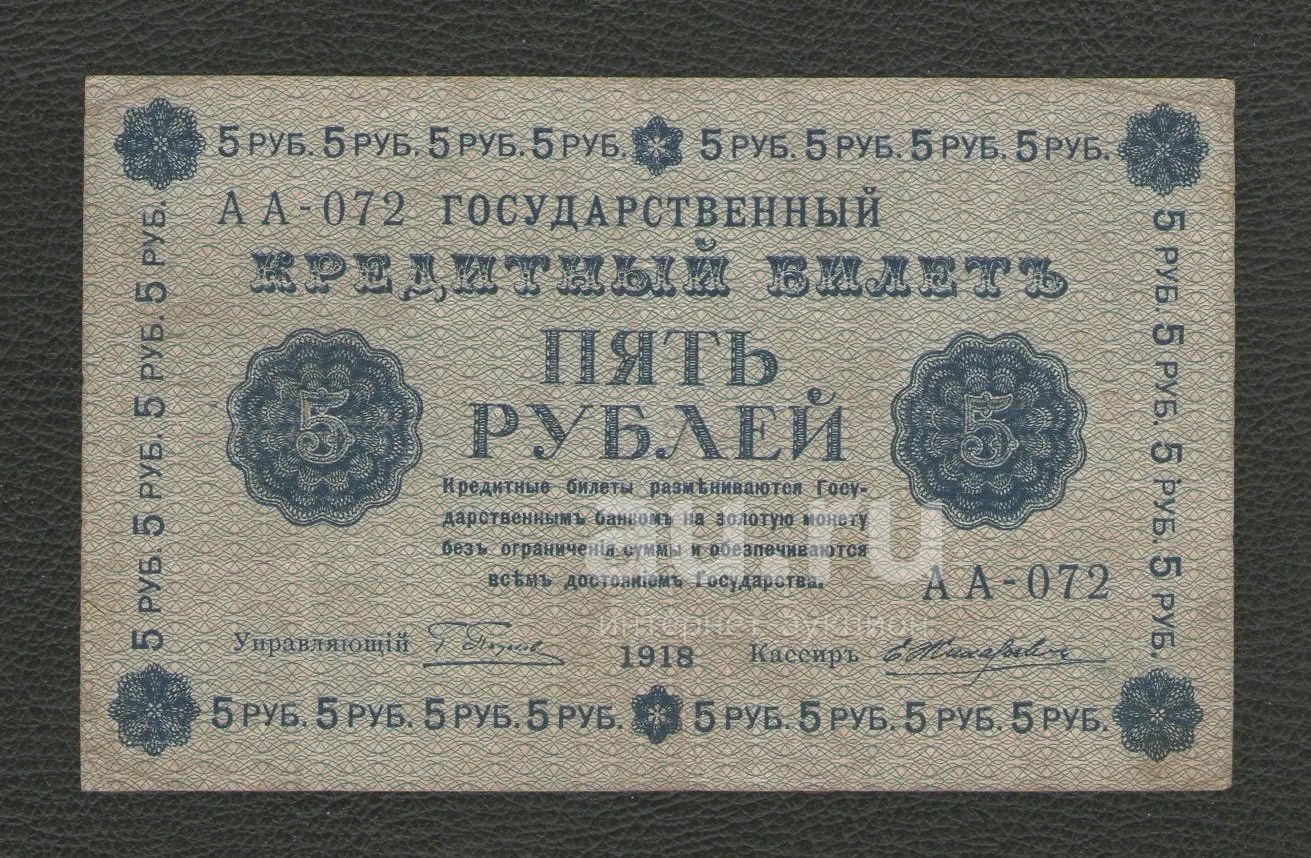 5 РУБ. 5 РУБ. 5 РУБ. 5 РУБ. 5 РУБ. 5 РУБ. 5 РУБ. 5 РУБ.
АА-072 ГОСУДАРСТВЕННЫЙ
КРЕДИТНЫЙ БИЛЕТЪ
ПЯТЬ
РУБЛЕЙ
5
5
Кредитные билеты размѣниваются Госу-
дарственнымъ банкомъ на золотую монету
безъ ограниченія суммы и обезпечиваются
всѣмъ достояніемъ Государства.
au.ru
интернет аукцион
АА-072
Управляющій
1918
Кассиръ
5 РУБ. 5 РУБ. 5 РУБ. 5 РУБ.
5 РУБ. 5 РУБ. 5 РУБ. 5 РУБ.
5 РУБ. 5 РУБ. 5 РУБ. 5 РУБ. 5 РУБ. 5 РУБ. 5 РУБ. 5 РУБ.